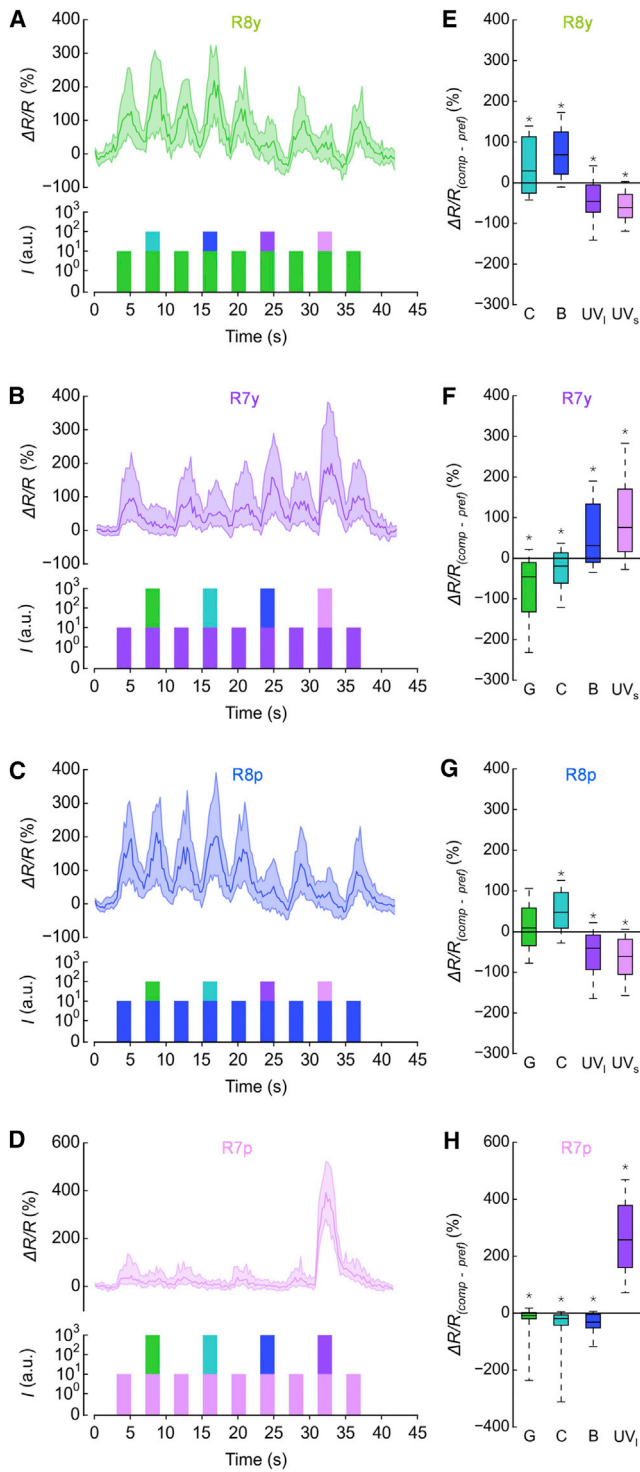 A
R8y
ΔR/R (%)
400
300
200
100
0
−100
I (a.u.)
10³
10²
10¹
10⁰
0
0 5 10 15 20 25 30 35 40 45
Time (s)
E
R8y
ΔR/R(comp - pref) (%)
400
300
200
100
0
−100
−200
−300
* * * *
C B UVl UVs
B
R7y
ΔR/R (%)
400
300
200
100
0
−100
I (a.u.)
10³
10²
10¹
10⁰
0
0 5 10 15 20 25 30 35 40 45
Time (s)
F
R7y
ΔR/R(comp - pref) (%)
400
300
200
100
0
−100
−200
−300
* * * *
G C B UVs
C
R8p
ΔR/R (%)
400
300
200
100
0
−100
I (a.u.)
10³
10²
10¹
10⁰
0
0 5 10 15 20 25 30 35 40 45
Time (s)
G
R8p
ΔR/R(comp - pref) (%)
400
300
200
100
0
−100
−200
−300
* * *
G C UVl UVs
D
R7p
ΔR/R (%)
600
400
200
0
I (a.u.)
10³
10²
10¹
10⁰
0
0 5 10 15 20 25 30 35 40 45
Time (s)
H
R7p
ΔR/R(comp - pref) (%)
600
400
200
0
−200
−400
* * * *
G C B UVl